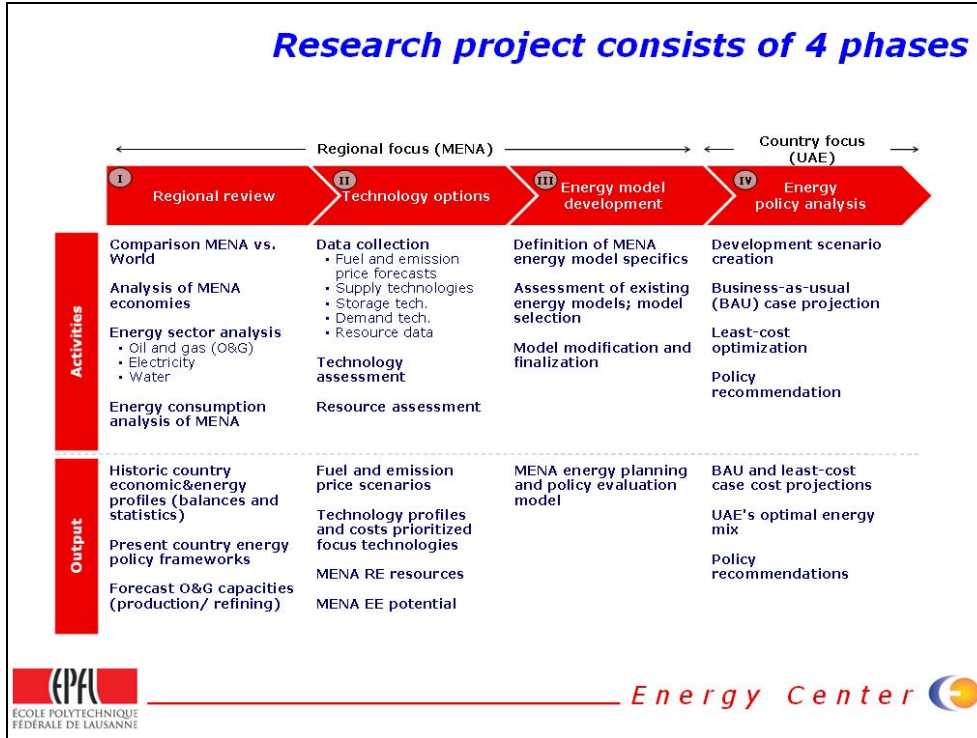 Research project consists of 4 phases
Regional focus (MENA)
Country focus
(UAE)
I
Regional review
II
Technology options
III
Energy model
development
IV
Energy
policy analysis
Activities
Comparison MENA vs.
World
Analysis of MENA
economies
Energy sector analysis
• Oil and gas (O&G)
• Electricity
• Water
Energy consumption
analysis of MENA
Data collection
• Fuel and emission
price forecasts
• Supply technologies
• Storage tech.
• Demand tech.
• Resource data
Technology
assessment
Resource assessment
Definition of MENA
energy model specifics
Assessment of existing
energy models; model
selection
Model modification and
finalization
Development scenario
creation
Business-as-usual
(BAU) case projection
Least-cost
optimization
Policy
recommendation
Output
Historic country
economic&energy
profiles (balances and
statistics)
Present country energy
policy frameworks
Forecast O&G capacities
(production/ refining)
Fuel and emission
price scenarios
Technology profiles
and costs prioritized
focus technologies
MENA RE resources
MENA EE potential
MENA energy planning
and policy evaluation
model
BAU and least-cost
case cost projections
UAE's optimal energy
mix
Policy
recommendations
EPFL
ÉCOLE POLYTECHNIQUE
FÉDÉRALE DE LAUSANNE
Energy Center